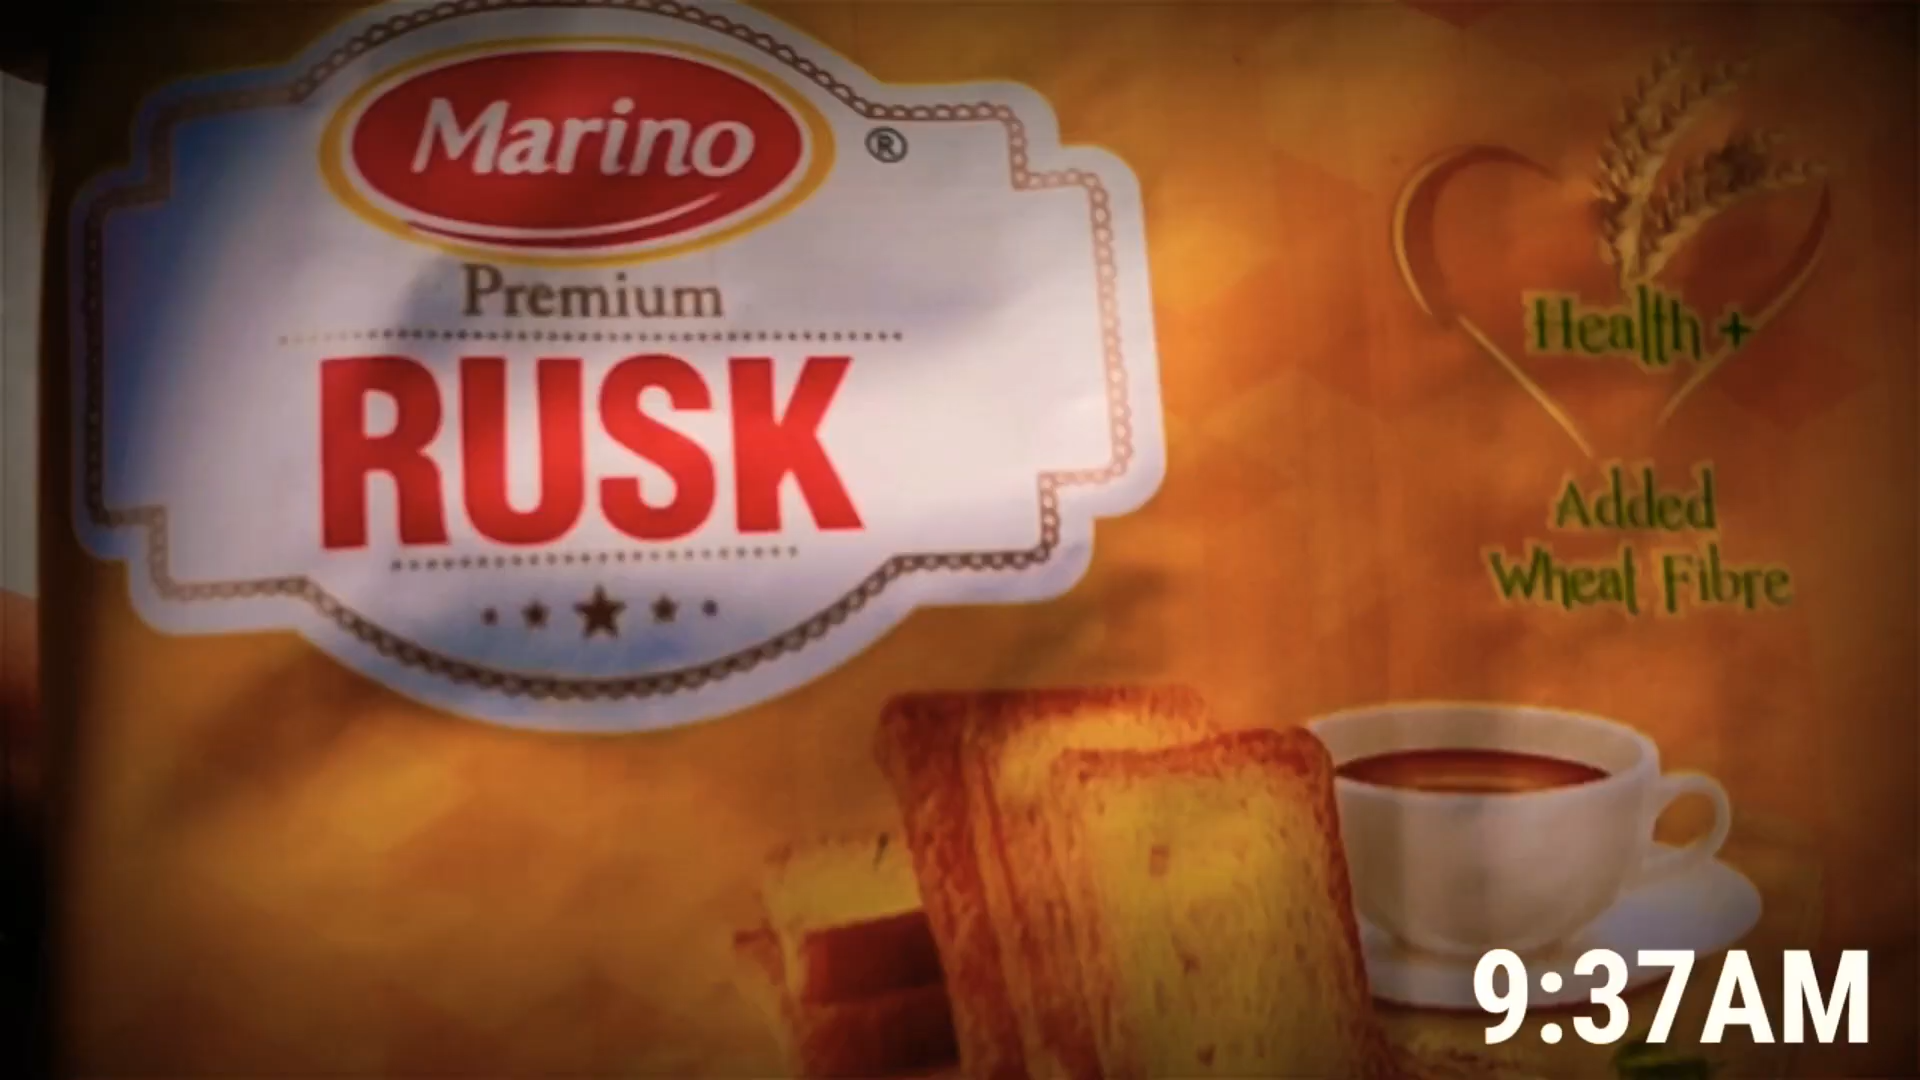 Marino
®
Premium
RUSK
Health +
Added
Wheat Fibre
9:37AM